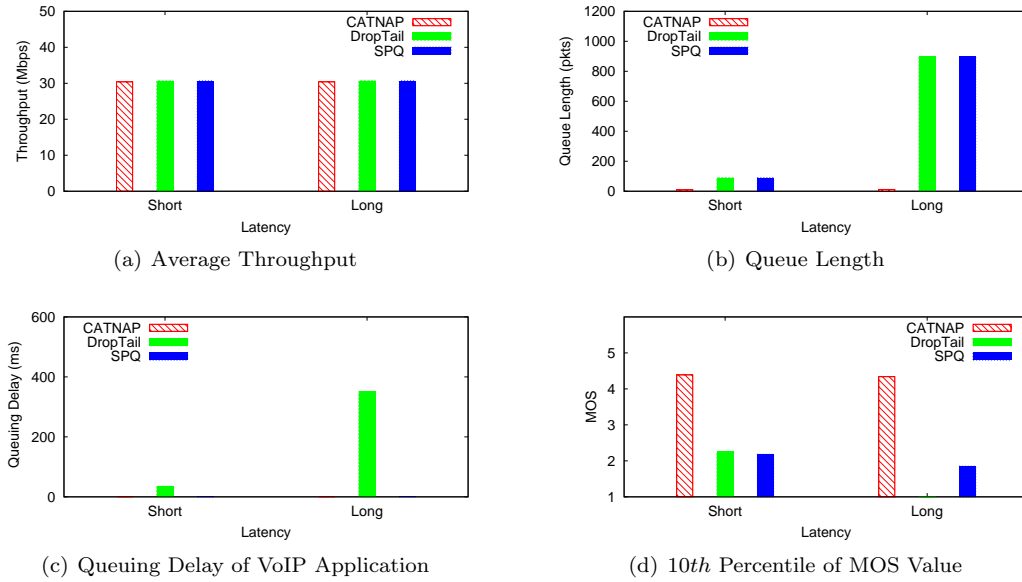 50
40
30
20
10
0
Throughput (Mbps)
CATNAP
DropTail
SPQ
Short
Long
Latency
(a) Average Throughput
1200
1000
800
600
400
200
0
Queue Length (pkts)
CATNAP
DropTail
SPQ
Short
Long
Latency
(b) Queue Length
600
400
200
0
Queuing Delay (ms)
CATNAP
DropTail
SPQ
Short
Long
Latency
(c) Queuing Delay of VoIP Application
5
4
3
2
1
MOS
CATNAP
DropTail
SPQ
Short
Long
Latency
(d) 10th Percentile of MOS Value